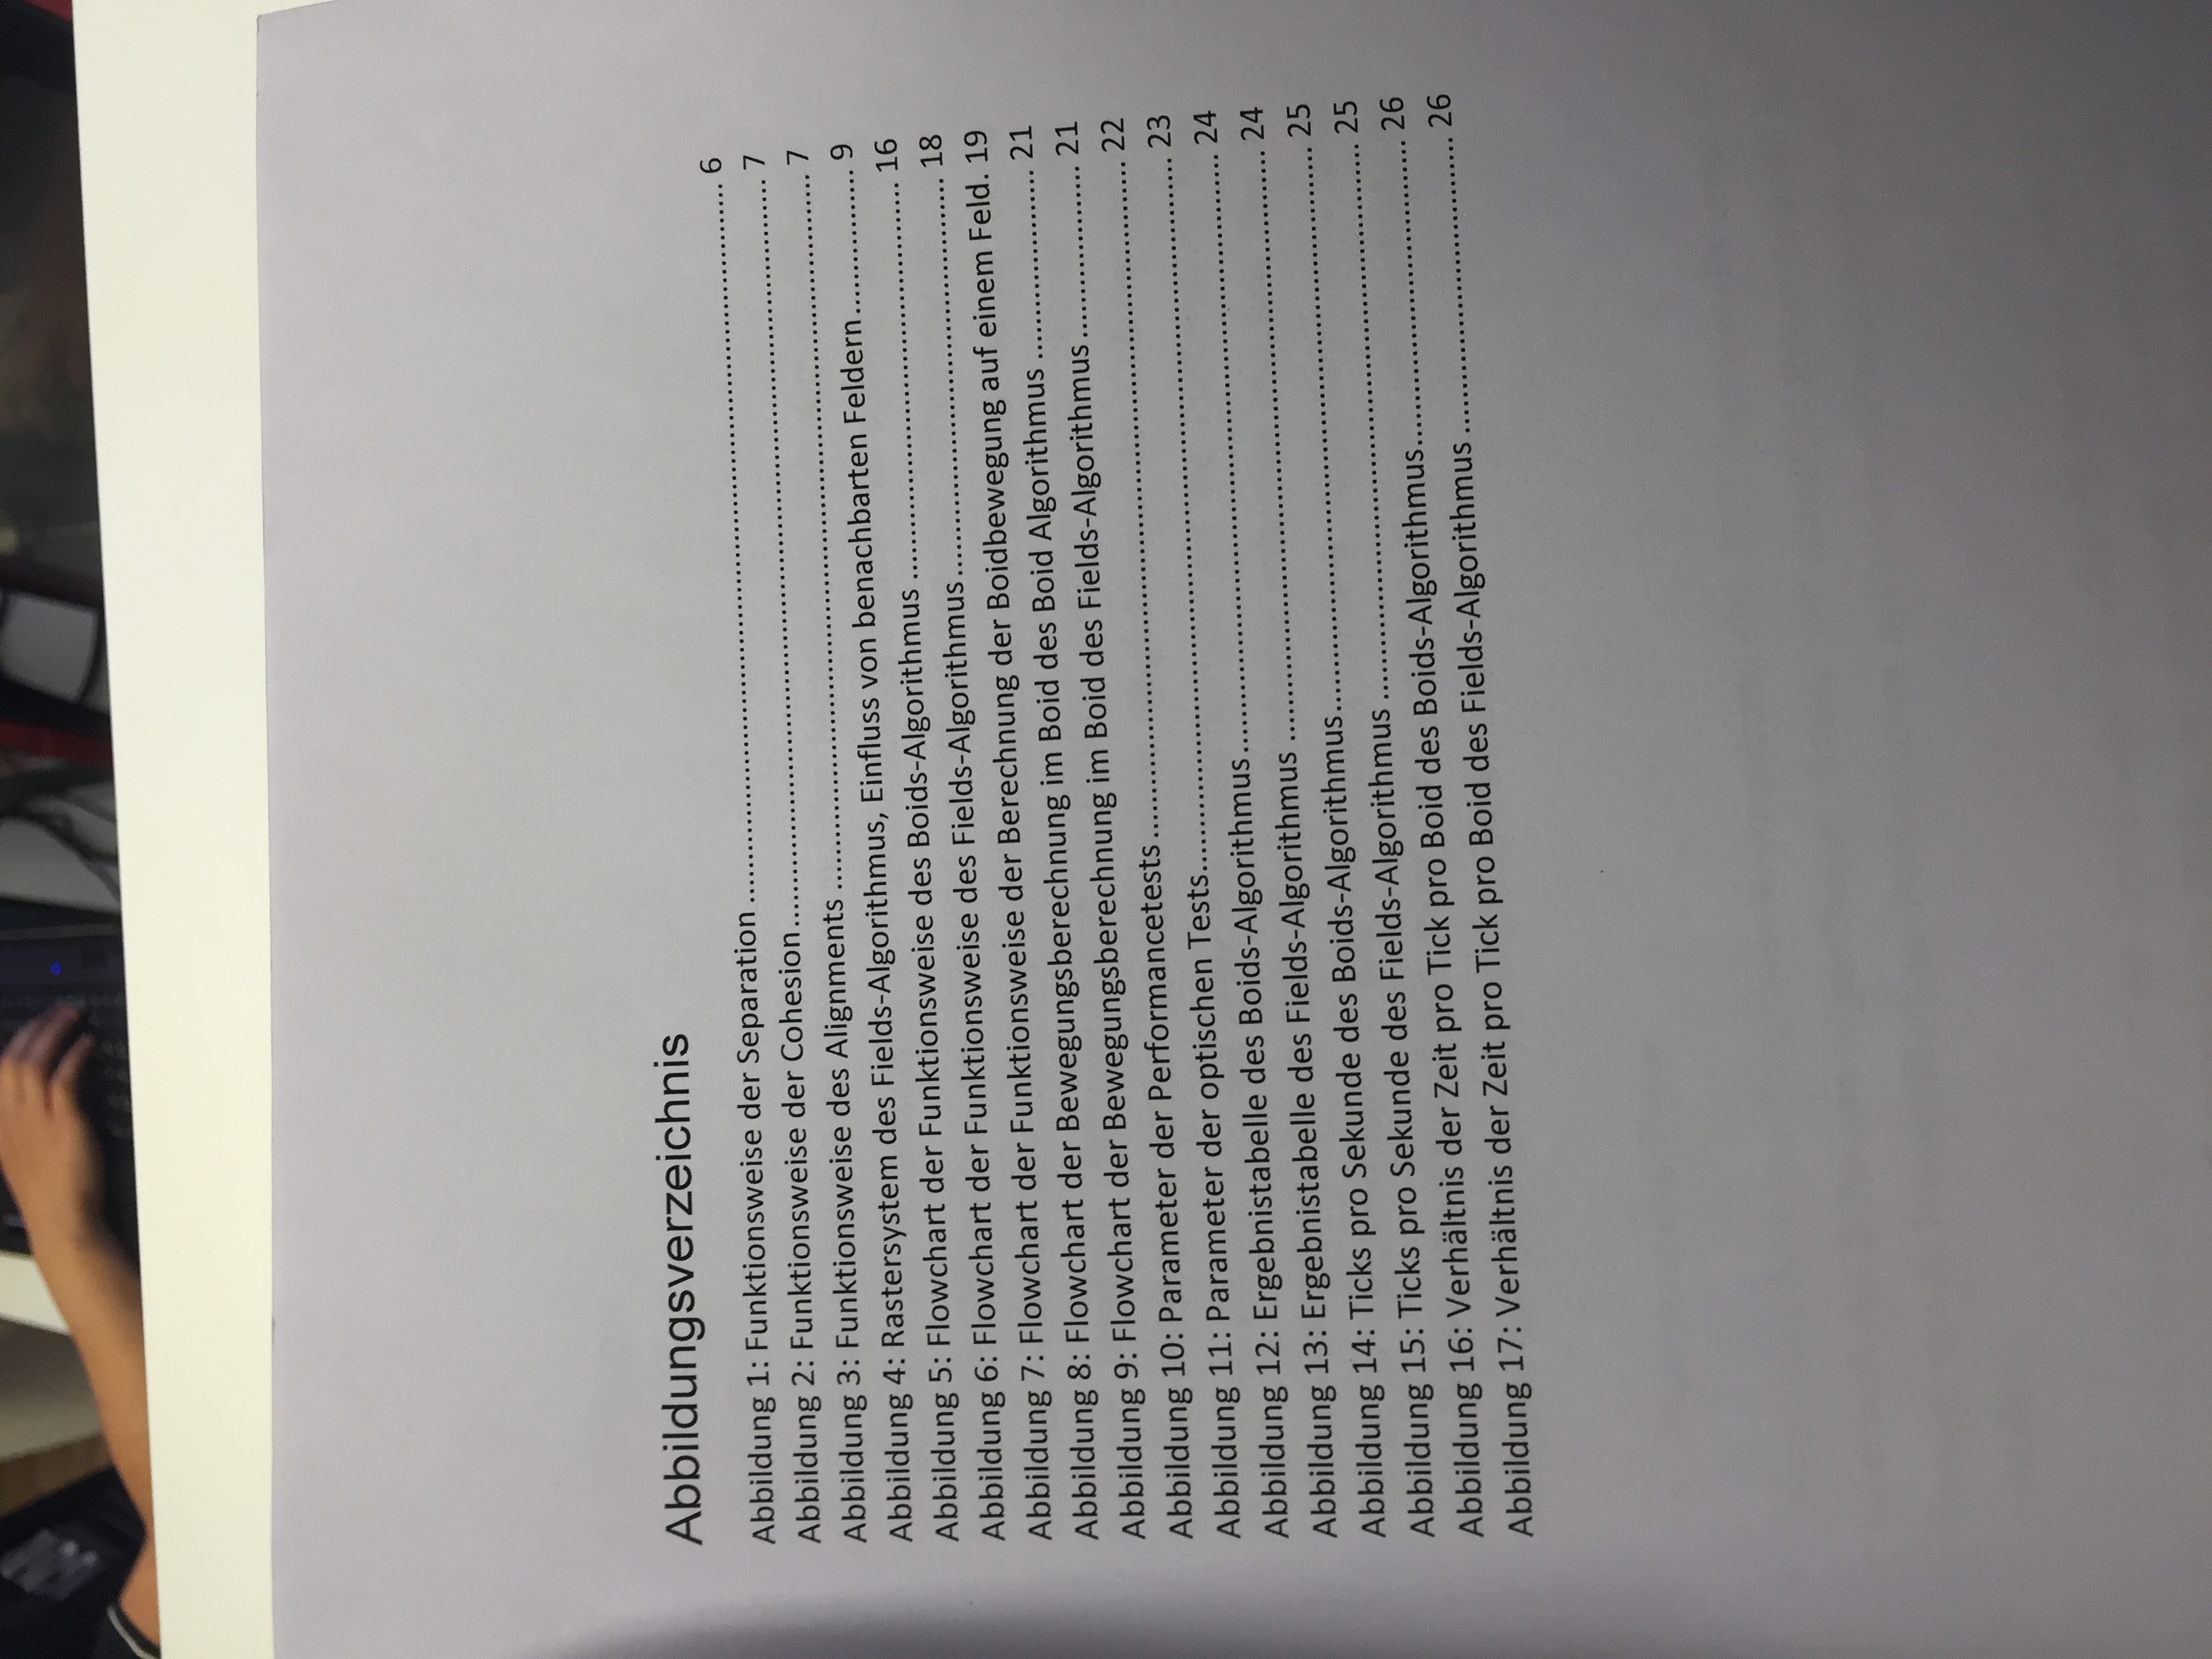 Abbildungsverzeichnis
Abbildung 1: Funktionsweise der Separation ........................................ 6
Abbildung 2: Funktionsweise der Cohesion ........................................ 7
Abbildung 3: Funktionsweise des Alignments ........................................ 7
Abbildung 4: Rastersystem des Fields-Algorithmus, Einfluss von benachbarten Feldern ................. 9
Abbildung 5: Flowchart der Funktionsweise des Boids-Algorithmus ........................................ 16
Abbildung 6: Flowchart der Funktionsweise des Fields-Algorithmus ........................................ 18
Abbildung 7: Flowchart der Funktionsweise der Berechnung der Boidbewegung auf einem Feld. 19
Abbildung 8: Flowchart der Bewegungsberechnung im Boid des Boid Algorithmus ...................... 21
Abbildung 9: Flowchart der Bewegungsberechnung im Boid des Fields-Algorithmus .................... 21
Abbildung 10: Parameter der Performancetests ........................................ 22
Abbildung 11: Parameter der optischen Tests ........................................ 23
Abbildung 12: Ergebnistabelle des Boids-Algorithmus ........................................ 24
Abbildung 13: Ergebnistabelle des Fields-Algorithmus ........................................ 24
Abbildung 14: Ticks pro Sekunde des Boids-Algorithmus ........................................ 25
Abbildung 15: Ticks pro Sekunde des Fields-Algorithmus ........................................ 25
Abbildung 16: Verhältnis der Zeit pro Tick pro Boid des Boids-Algorithmus .................................... 26
Abbildung 17: Verhältnis der Zeit pro Tick pro Boid des Fields-Algorithmus .................................. 26